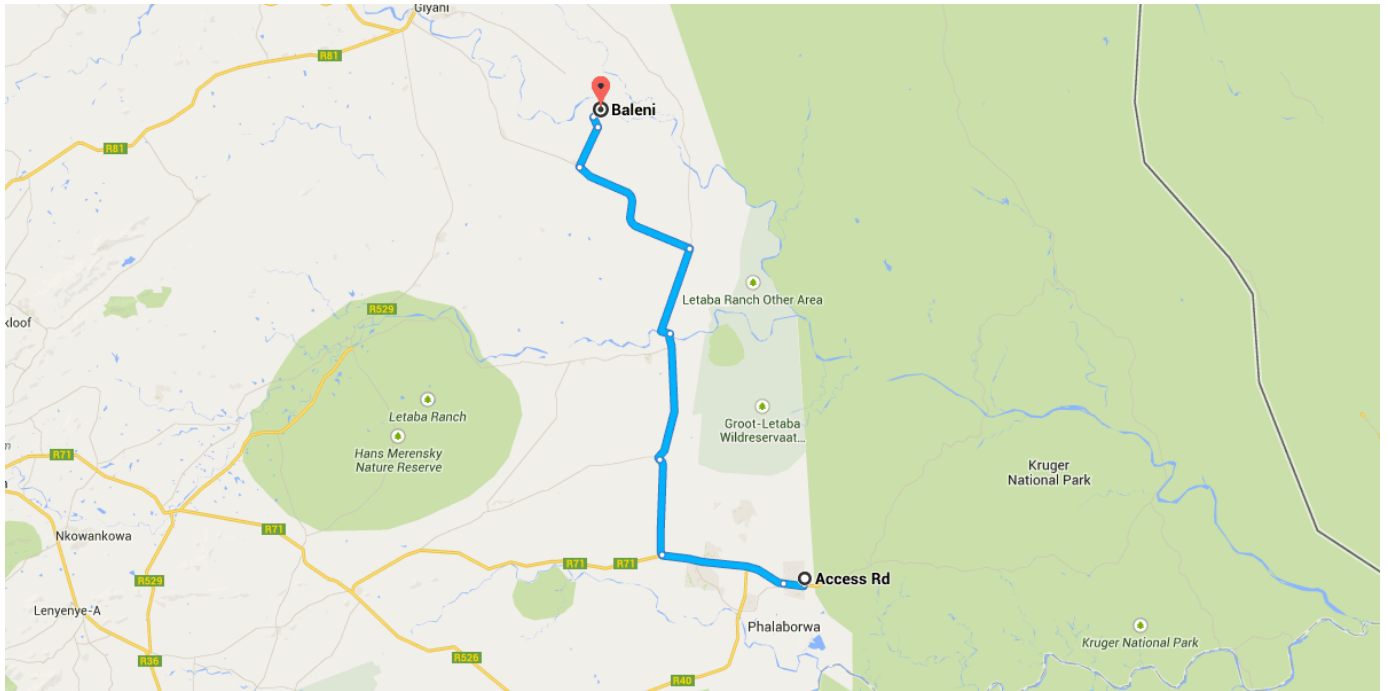 Giyani
R81
R81
Baleni
Letaba Ranch Other Area
R529
kloof
Letaba Ranch
Hans Merensky
Nature Reserve
Groot-Letaba
Wildreservaat...
R71
Kruger
National Park
R71
Nkowankowa
R71
R71
R529
Access Rd
Lenyenye-A
Phalaborwa
Kruger National Park
R36
R526
R40